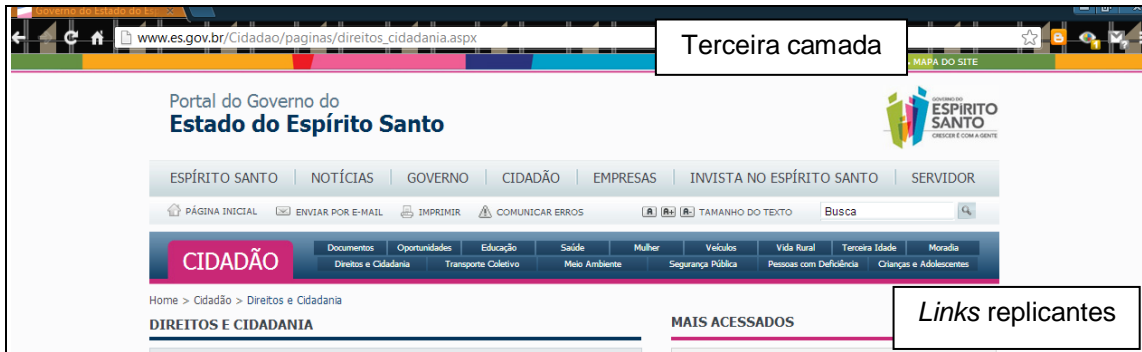 Governo do Estado do Es
www.es.gov.br/Cidadao/paginas/direitos_cidadania.aspx
Terceira camada
MAPA DO SITE
Portal do Governo do
Estado do Espírito Santo
GOVERNO DO
ESPÍRITO
SANTO
CRESCER É COM A GENTE
ESPÍRITO SANTO NOTÍCIAS GOVERNO CIDADÃO EMPRESAS INVISTA NO ESPÍRITO SANTO SERVIDOR
PÁGINA INICIAL ENVIAR POR E-MAIL IMPRIMIR COMUNICAR ERROS A A+ A- TAMANHO DO TEXTO Busca
CIDADÃO
Documentos Oportunidades Educação Saúde Mulher Veículos Vida Rural Terceira Idade Moradia
Direitos e Cidadania Transporte Coletivo Meio Ambiente Segurança Pública Pessoas com Deficiência Crianças e Adolescentes
Home > Cidadão > Direitos e Cidadania
Links replicantes
DIREITOS E CIDADANIA MAIS ACESSADOS